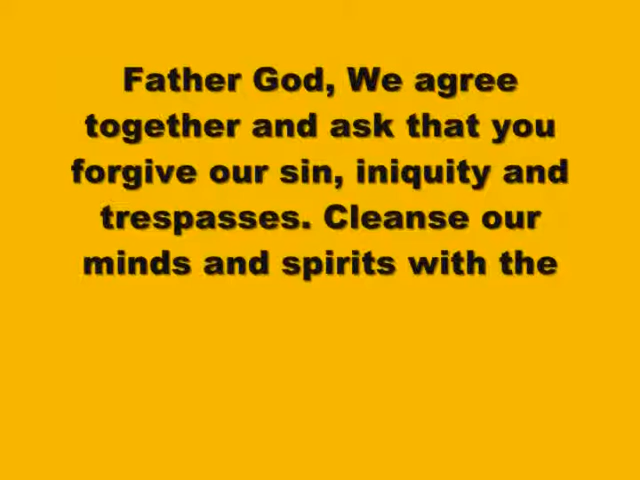 Father God, We agree
together and ask that you
forgive our sin, iniquity and
trespasses. Cleanse our
minds and spirits with the